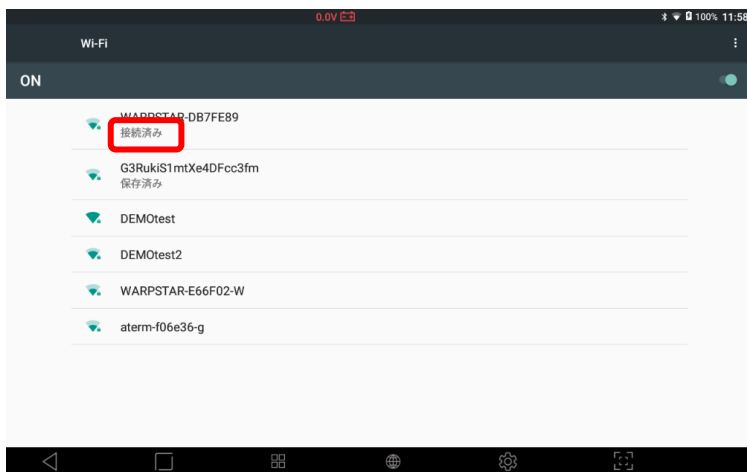 0.0V
100% 11:58
Wi-Fi
ON
WARPSTAR-DB7FE89
接続済み
G3RukiS1mtXe4DFcc3fm
保存済み
DEMOtest
DEMOtest2
WARPSTAR-E66F02-W
aterm-f06e36-g